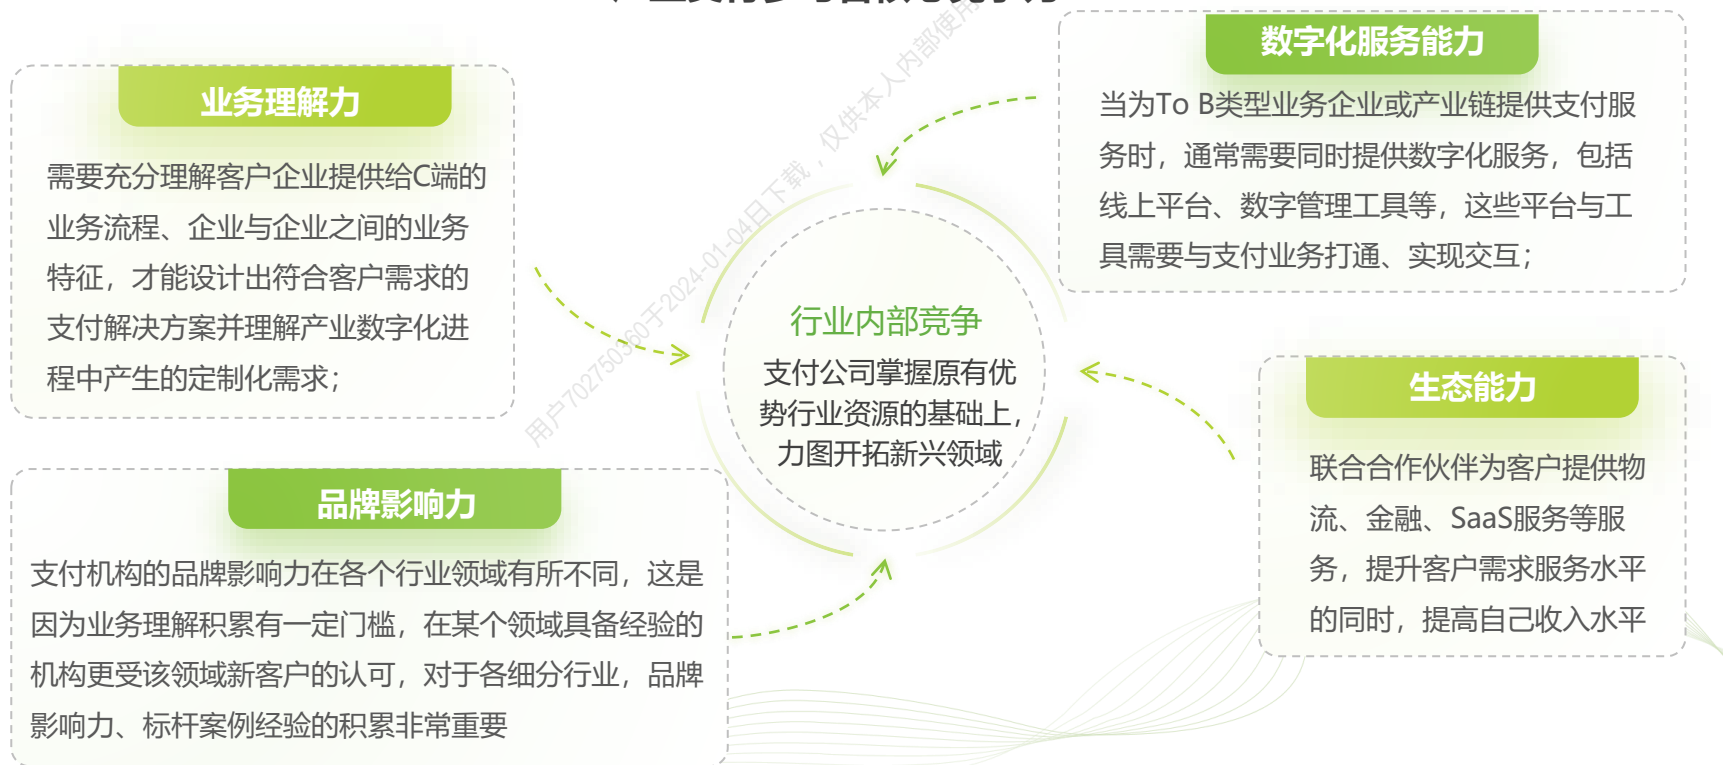 业务理解力
需要充分理解客户企业提供给C端的
业务流程、企业与企业之间的业务
特征，才能设计出符合客户需求的
支付解决方案并理解产业数字化进
程中产生的定制化需求；
数字化服务能力
当为To B类型业务企业或产业链提供支付服
务时，通常需要同时提供数字化服务，包括
线上平台、数字管理工具等，这些平台与工
具需要与支付业务打通、实现交互；
行业内部竞争
支付公司掌握原有优
势行业资源的基础上，
力图开拓新兴领域
品牌影响力
支付机构的品牌影响力在各个行业领域有所不同，这是
因为业务理解积累有一定门槛，在某个领域具备经验的
机构更受该领域新客户的认可，对于各细分行业，品牌
影响力、标杆案例经验的积累非常重要
生态能力
联合合作伙伴为客户提供物
流、金融、SaaS服务等服
务，提升客户需求服务水平
的同时，提高自己收入水平
用户702750360于2024-01-04日下载，仅供本人内部使用